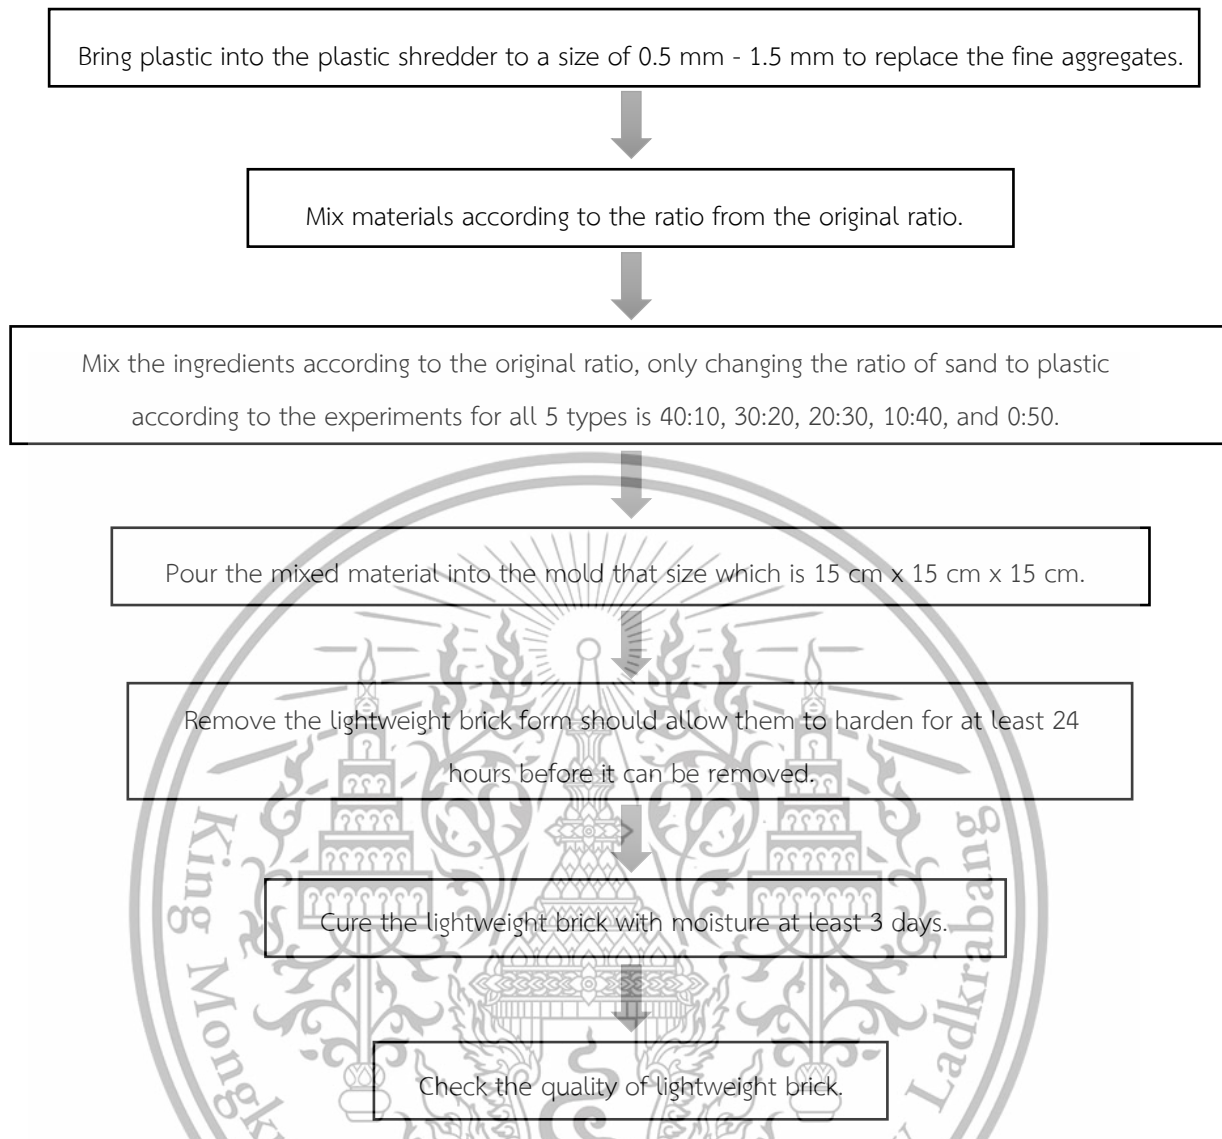 Bring plastic into the plastic shredder to a size of 0.5 mm - 1.5 mm to replace the fine aggregates.
Mix materials according to the ratio from the original ratio.
Mix the ingredients according to the original ratio, only changing the ratio of sand to plastic
according to the experiments for all 5 types is 40:10, 30:20, 20:30, 10:40, and 0:50.
Pour the mixed material into the mold that size which is 15 cm x 15 cm x 15 cm.
Remove the lightweight brick form should allow them to harden for at least 24
hours before it can be removed.
Cure the lightweight brick with moisture at least 3 days.
Check the quality of lightweight brick.
King Mongk
Ladkrabang